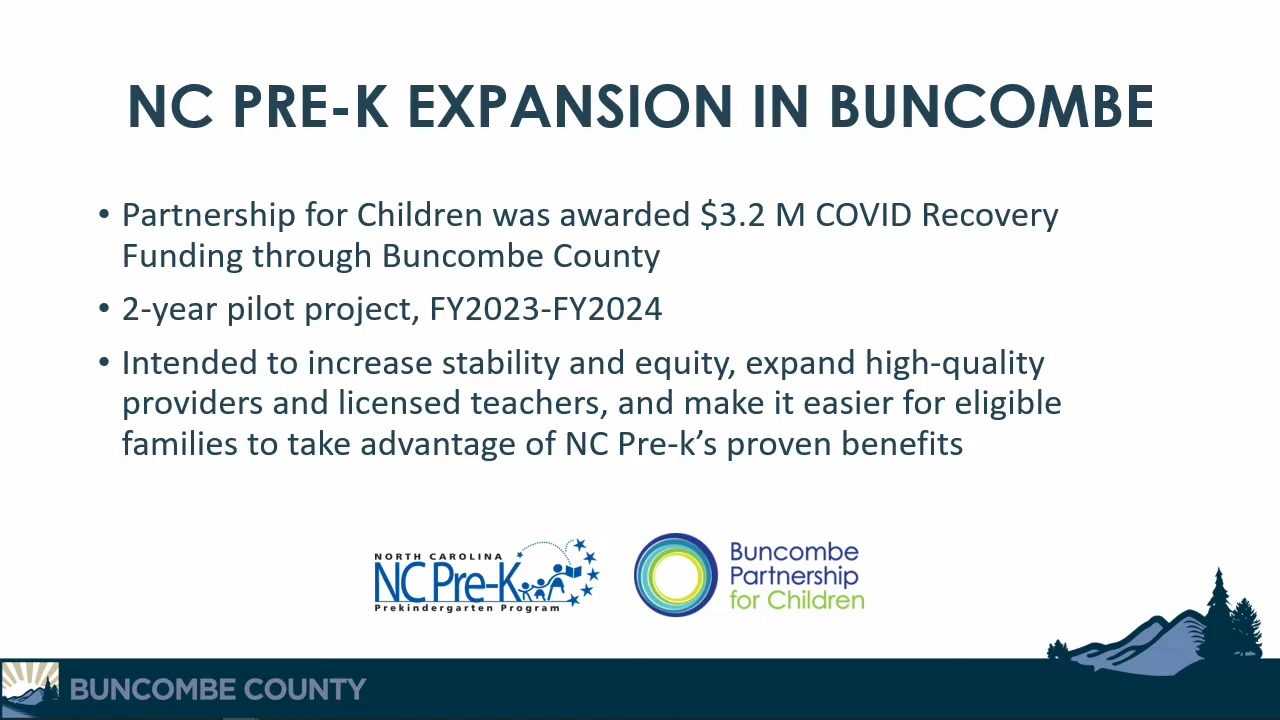 NC PRE-K EXPANSION IN BUNCOMBE
• Partnership for Children was awarded $3.2 M COVID Recovery
Funding through Buncombe County
• 2-year pilot project, FY2023-FY2024
• Intended to increase stability and equity, expand high-quality
providers and licensed teachers, and make it easier for eligible
families to take advantage of NC Pre-k’s proven benefits
NORTH CAROLINA
NC Pre-K
Prekindergarten Program
Buncombe
Partnership
for Children
BUNCOMBE COUNTY